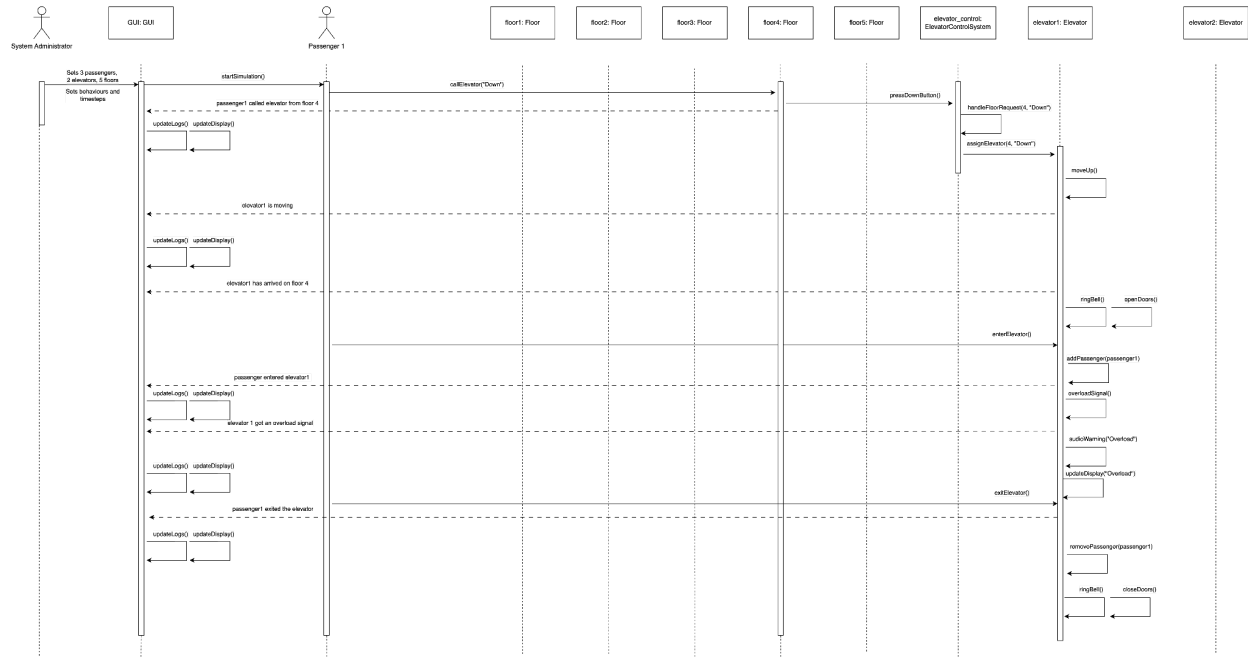 GUI: GUI
floor1: Floor
floor2: Floor
floor3: Floor
floor4: Floor
floor5: Floor
elevator_control:
ElevatorControlSystem
elevator1: Elevator
elevator2: Elevator
System Administrator
Passenger 1
Sets 3 passengers,
2 elevators, 5 floors
Sets behaviours and
timesteps
startSimulation()
callElevator("Down")
pressDownButton()
passenger1 called elevator from floor 4
handleFloorRequest(4, "Down")
updateLogs() updateDisplay()
assignElevator(4, "Down")
moveUp()
elevator1 is moving
updateLogs() updateDisplay()
elevator1 has arrived on floor 4
ringBell() openDoors()
enterElevator()
addPassenger(passenger1)
passenger entered elevator1
updateLogs() updateDisplay()
overloadSignal()
elevator 1 got an overload signal
audioWarning("Overload")
updateLogs() updateDisplay()
updateDisplay("Overload")
exitElevator()
passenger1 exited the elevator
updateLogs() updateDisplay()
removePassenger(passenger1)
ringBell() closeDoors()